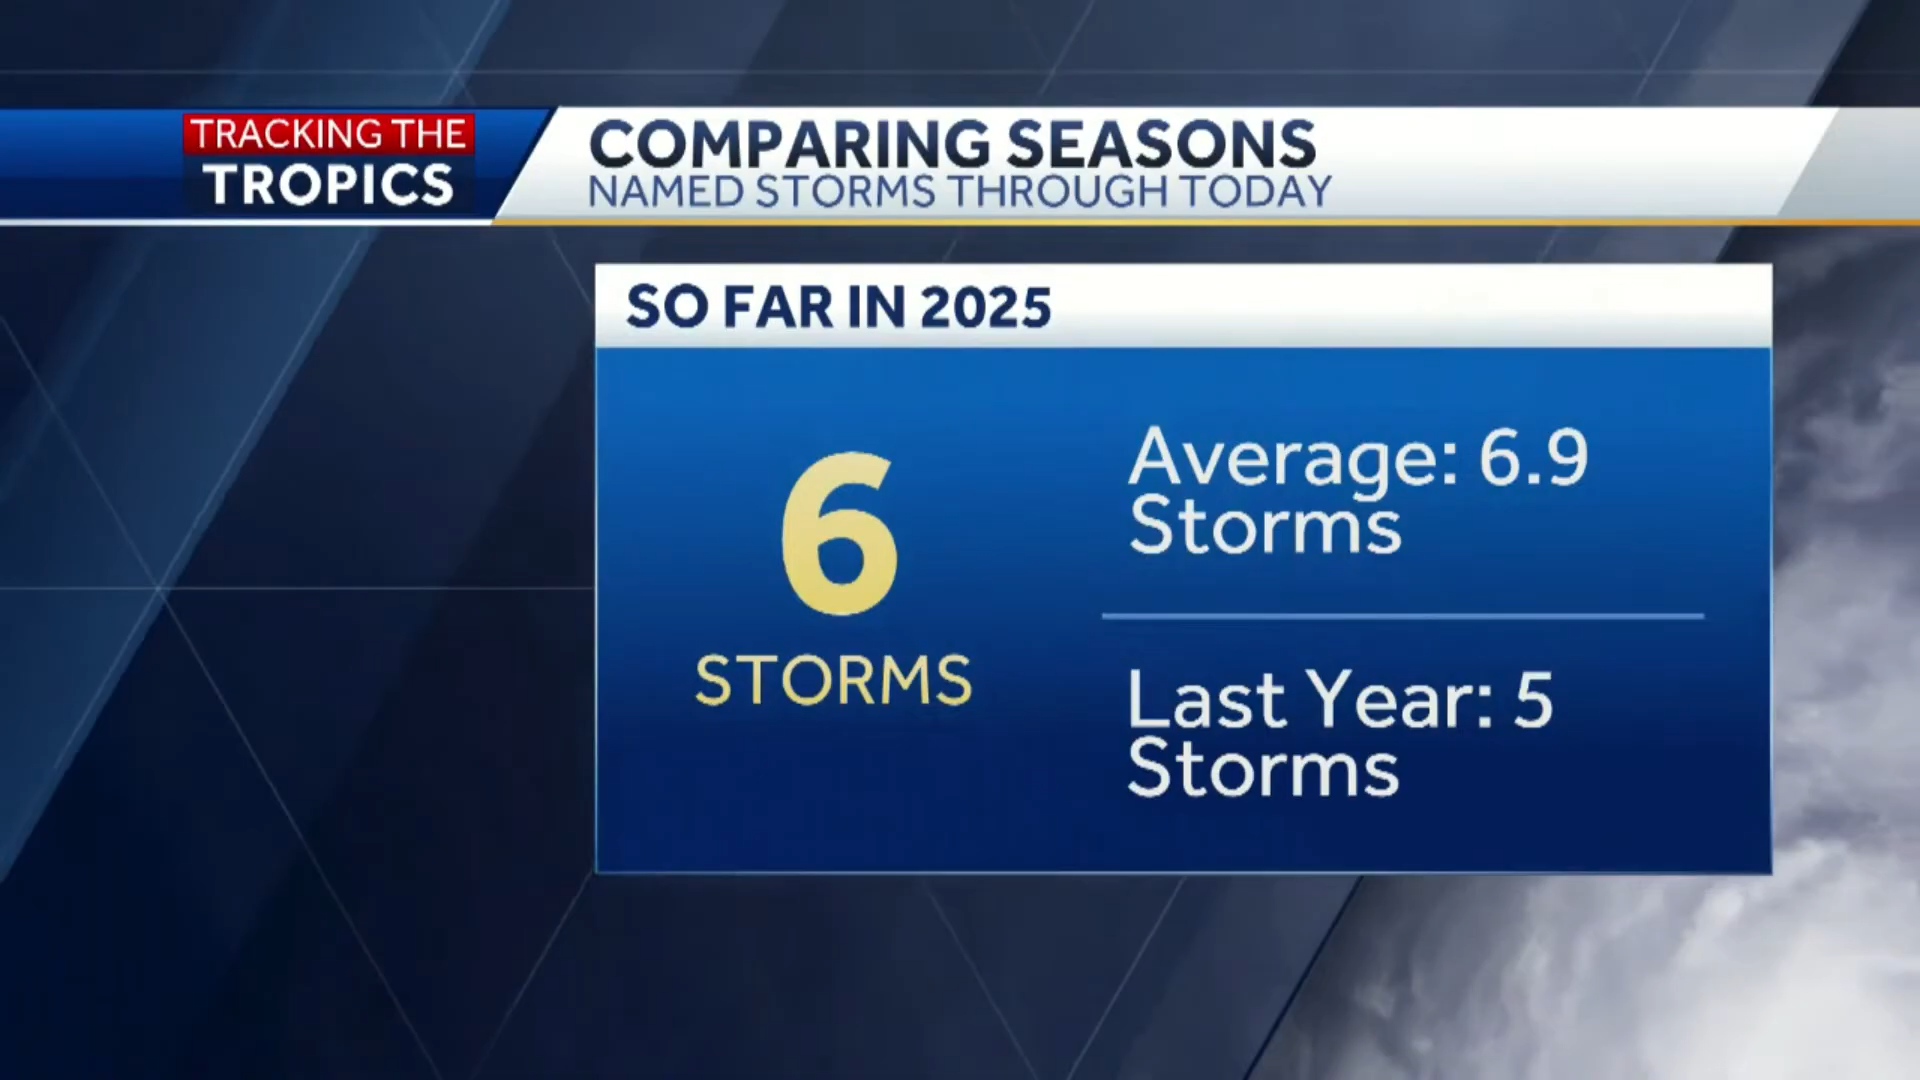 TRACKING THE
TROPICS
COMPARING SEASONS
NAMED STORMS THROUGH TODAY
SO FAR IN 2025
6
STORMS
Average: 6.9
Storms
Last Year: 5
Storms